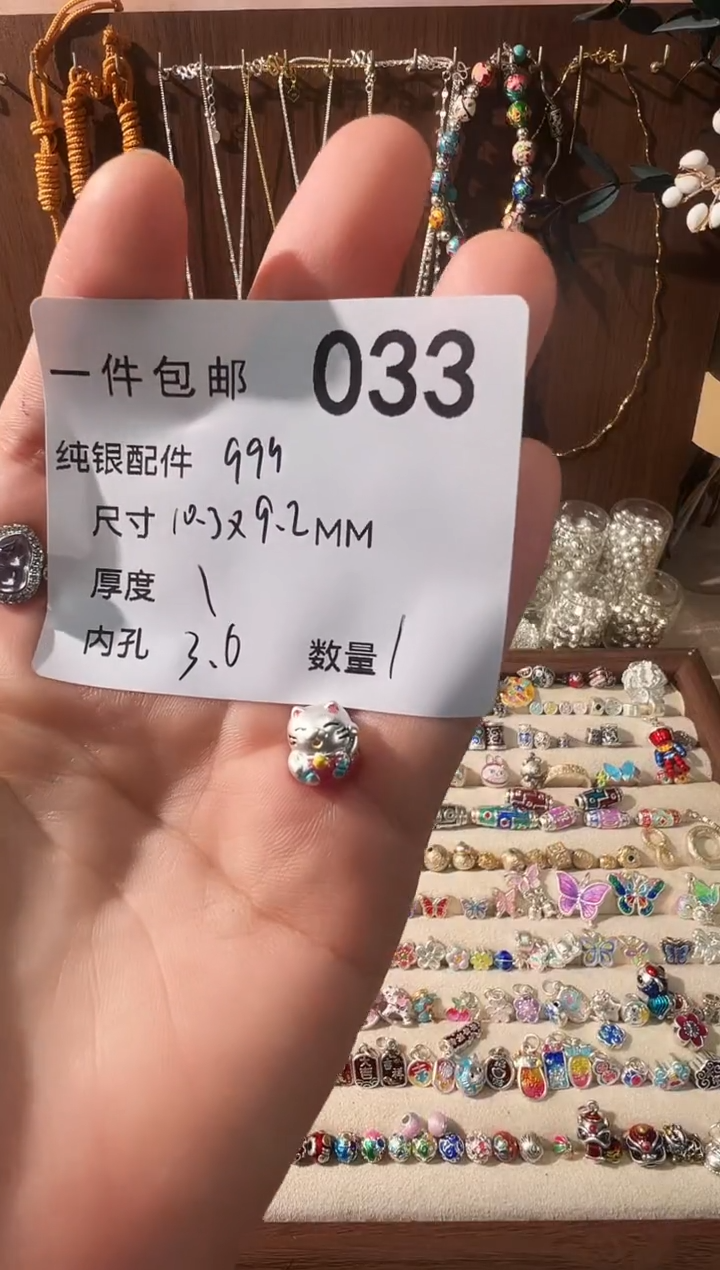 一件包邮 033
纯银配件 999
尺寸 10.3x9.2MM
厚度 \
内孔 3.0 数量 1